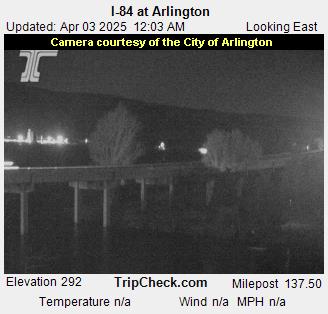 I-84 at Arlington
Updated: Apr 03 2025 12:03 AM Looking East
Camera courtesy of the City of Arlington
Elevation 292 TripCheck.com Milepost 137.50
Temperature n/a Wind n/a MPH n/a